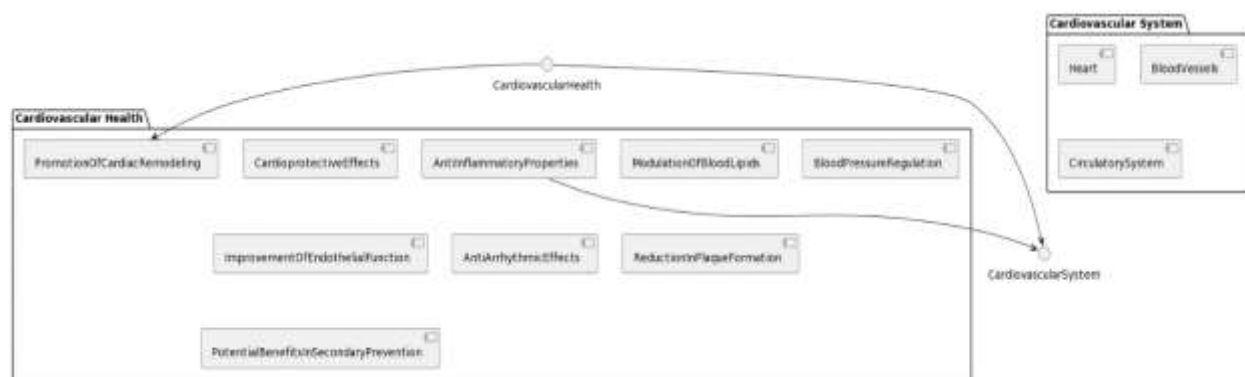 Cardiovascular System
Heart
BloodVessels
CardiovascularHealth
Cardiovascular Health
PromotionOfCardiacRemodeling
CardioprotectiveEffects
AntiInflammatoryProperties
ModulationOfBloodLipids
BloodPressureRegulation
CirculatorySystem
ImprovementOfEndothelialFunction
AntiArrhythmicEffects
ReductionInPlaqueFormation
CardiovascularSystem
PotentialBenefitsInSecondaryPrevention